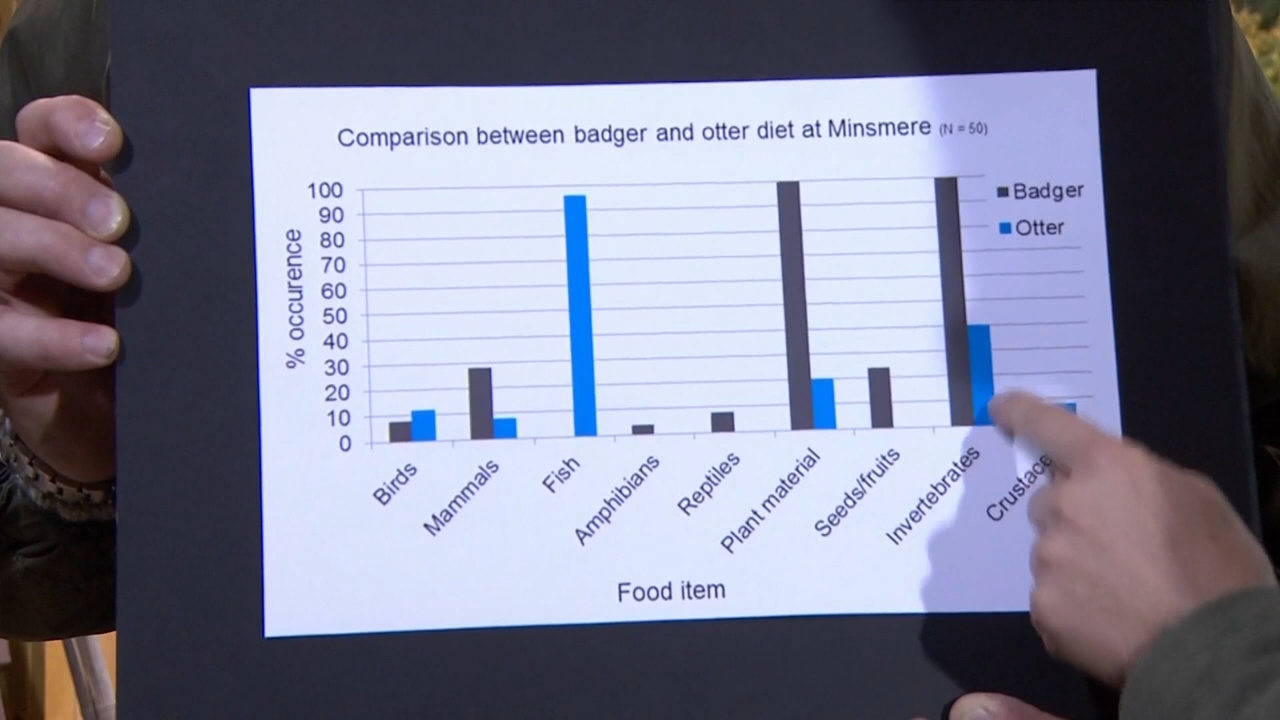 Comparison between badger and otter diet at Minsmere (N = 50)
100
90
80
70
60
50
40
30
20
10
0
% occurence
Badger
Otter
Birds
Mammals
Fish
Amphibians
Reptiles
Plant material
Seeds/fruits
Invertebrates
Food item